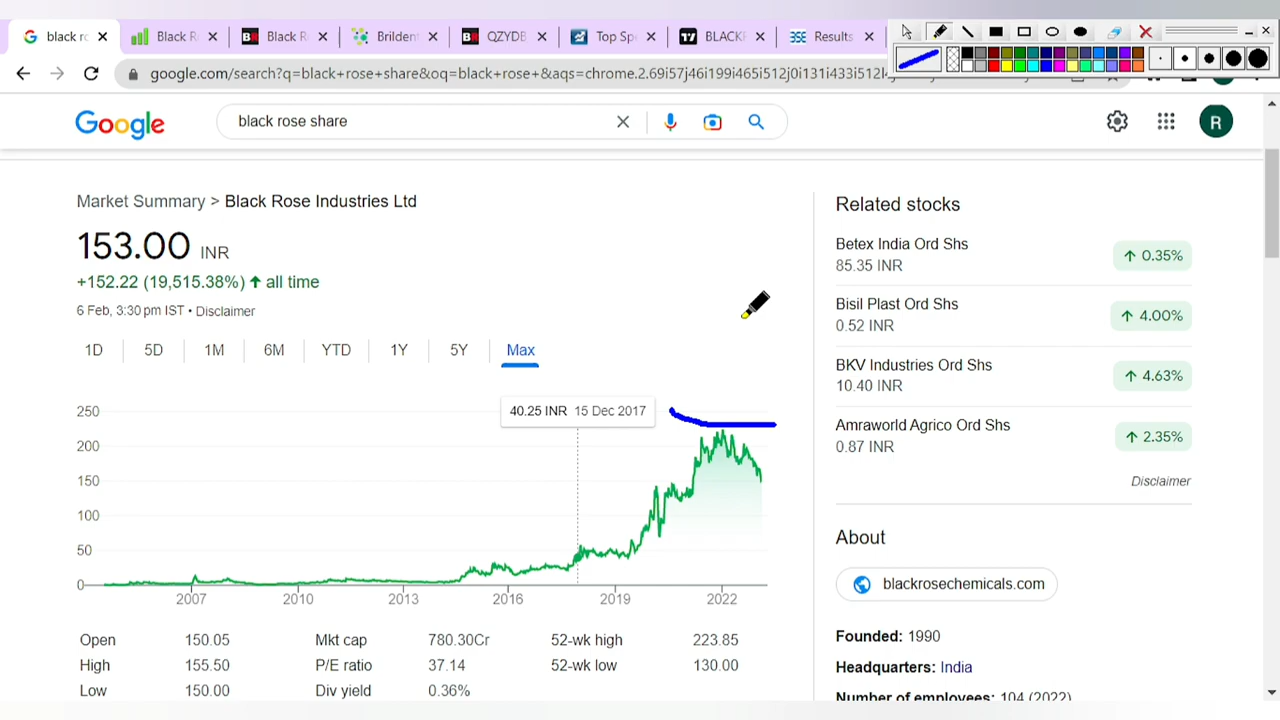 black ro
Black R
Black R
Brilden
QZYDB
Top Spe
BLACKR
Results
google.com/search?q=black+rose+share&oq=black+rose+&aqs=chrome.2.69i57j46i199i465i512j0i131i433i512l
Google
black rose share
R
Market Summary > Black Rose Industries Ltd
153.00 INR
+152.22 (19,515.38%) ↑ all time
6 Feb, 3:30 pm IST • Disclaimer
1D 5D 1M 6M YTD 1Y 5Y Max
40.25 INR 15 Dec 2017
250
200
150
100
50
0
2007 2010 2013 2016 2019 2022
Open 150.05 Mkt cap 780.30Cr 52-wk high 223.85
High 155.50 P/E ratio 37.14 52-wk low 130.00
Low 150.00 Div yield 0.36%
Related stocks
Betex India Ord Shs
85.35 INR
↑ 0.35%
Bisil Plast Ord Shs
0.52 INR
↑ 4.00%
BKV Industries Ord Shs
10.40 INR
↑ 4.63%
Amraworld Agrico Ord Shs
0.87 INR
↑ 2.35%
Disclaimer
About
blackrosechemicals.com
Founded: 1990
Headquarters: India
Number of employees: 104 (2022)